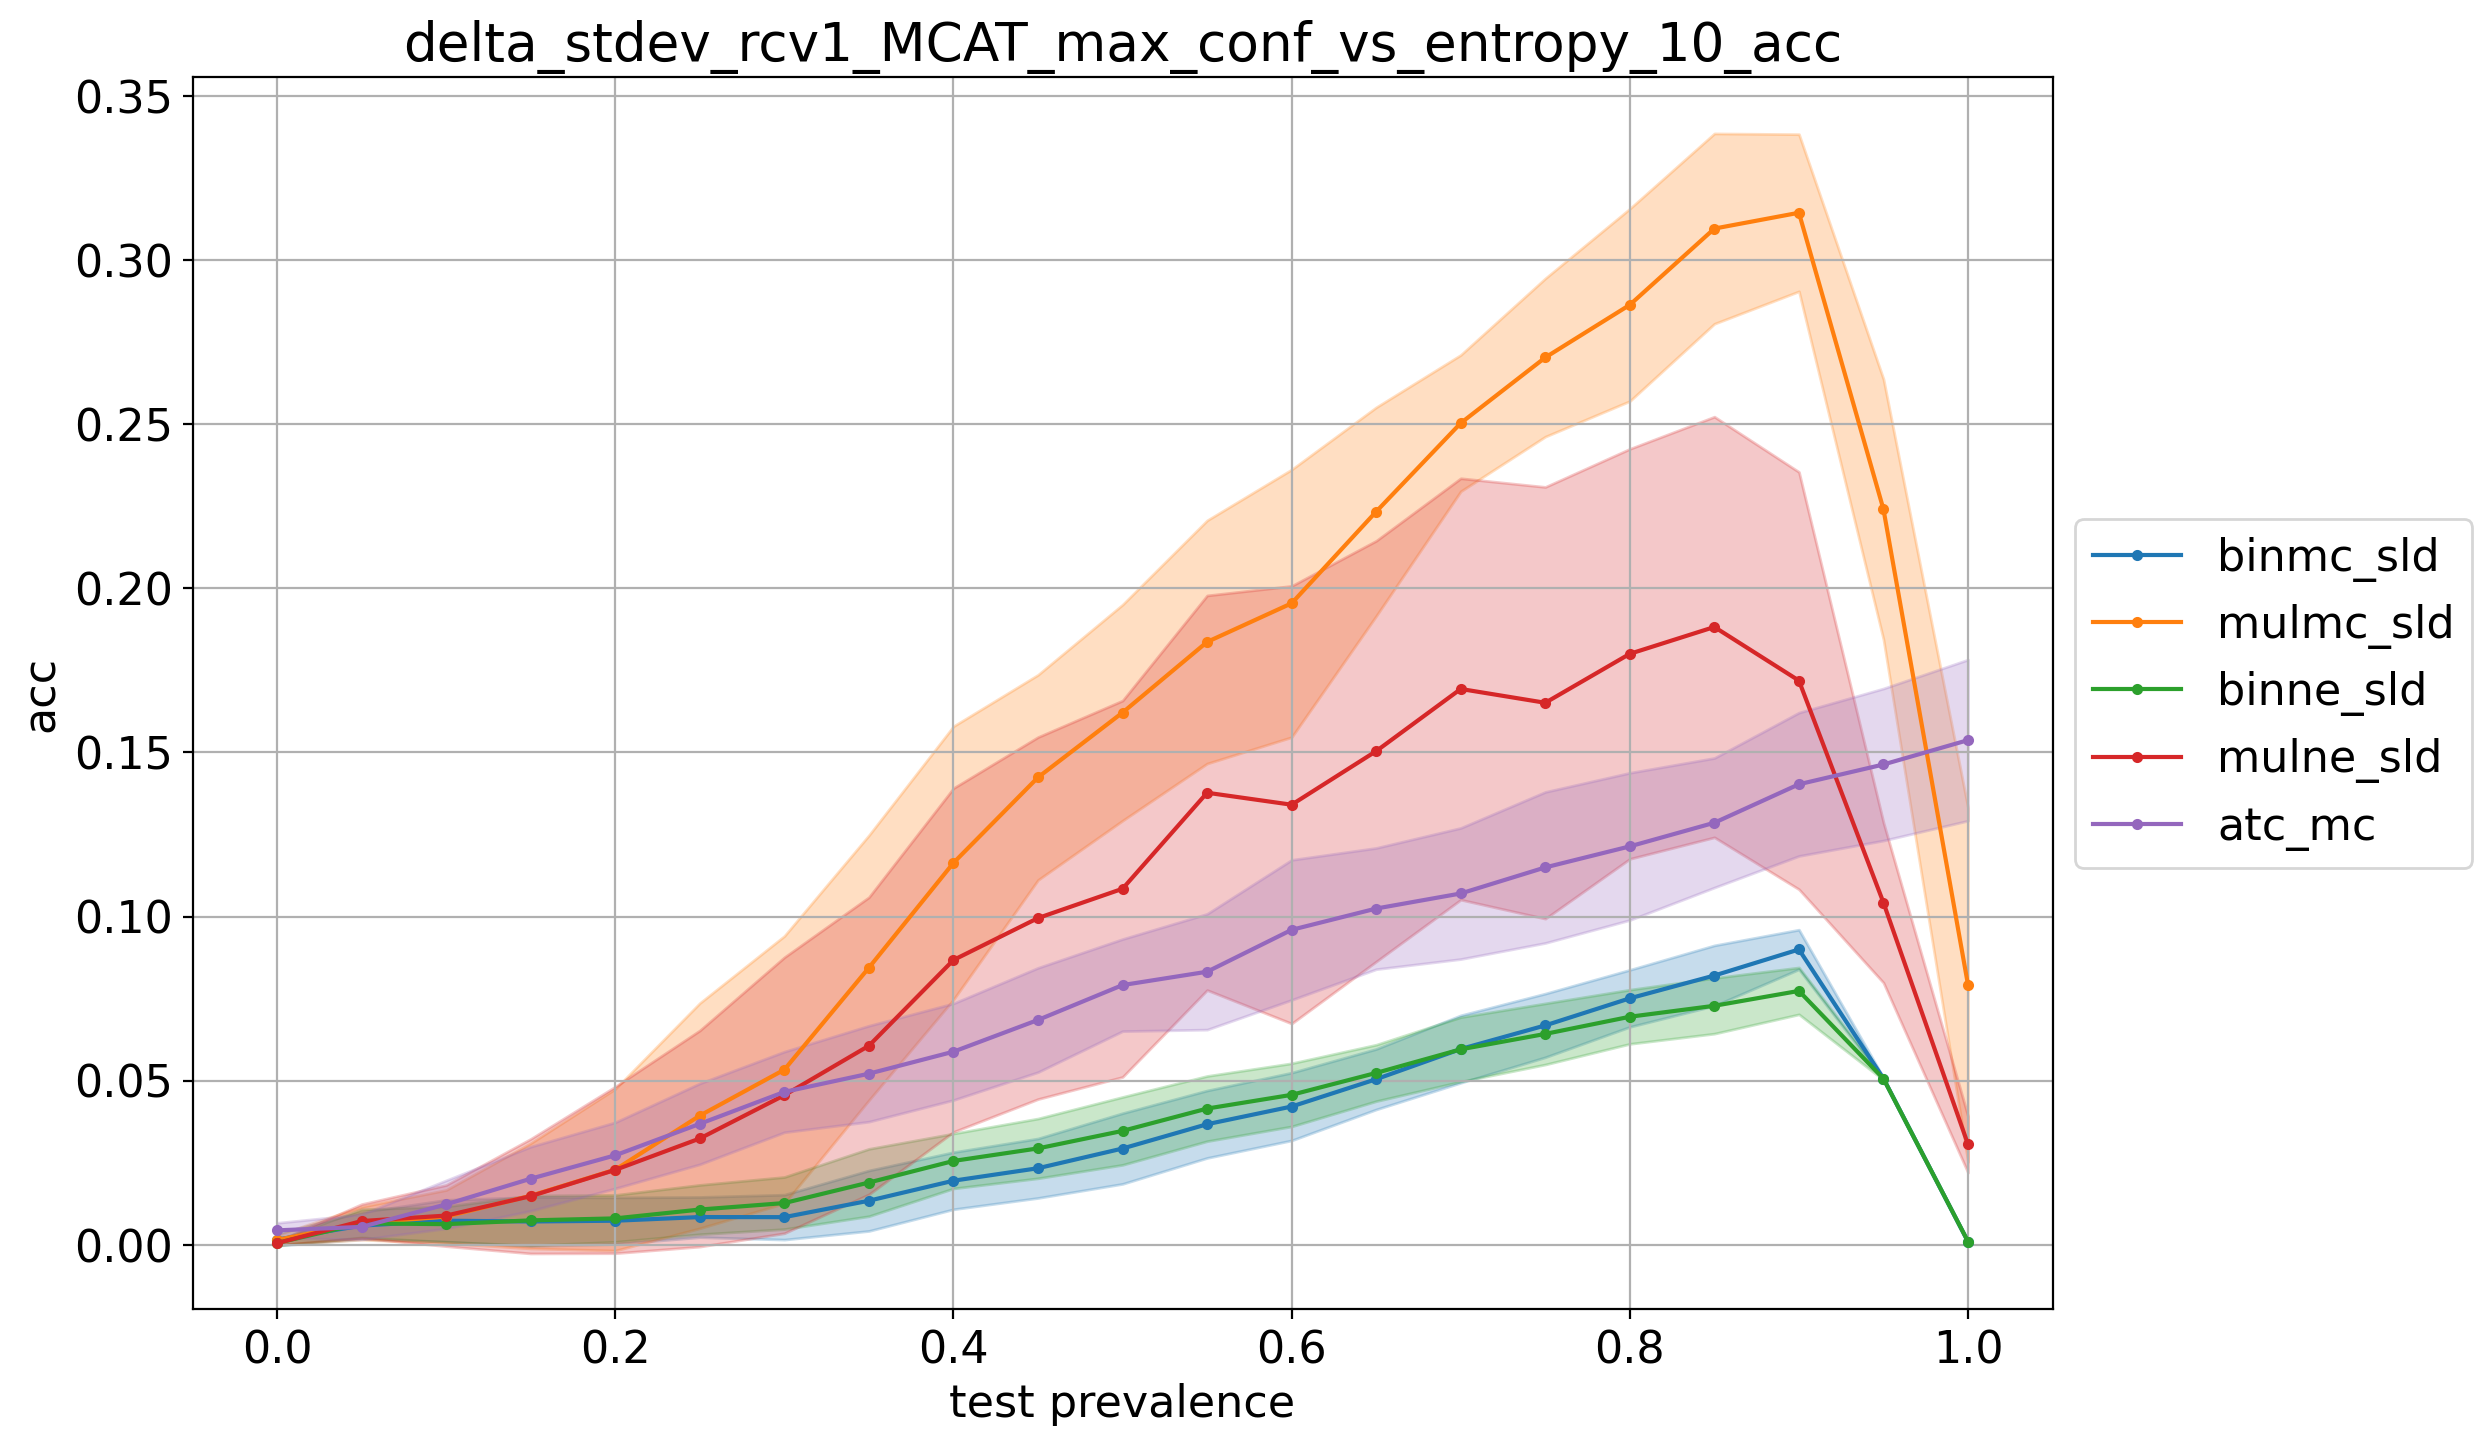 delta_stdev_rcv1_MCAT_max_conf_vs_entropy_10_acc
0.35
0.30
0.25
0.20
0.15
0.10
0.05
0.00
acc
0.0 0.2 0.4 0.6 0.8 1.0
test prevalence
binmc_sld
mulmc_sld
binne_sld
mulne_sld
atc_mc